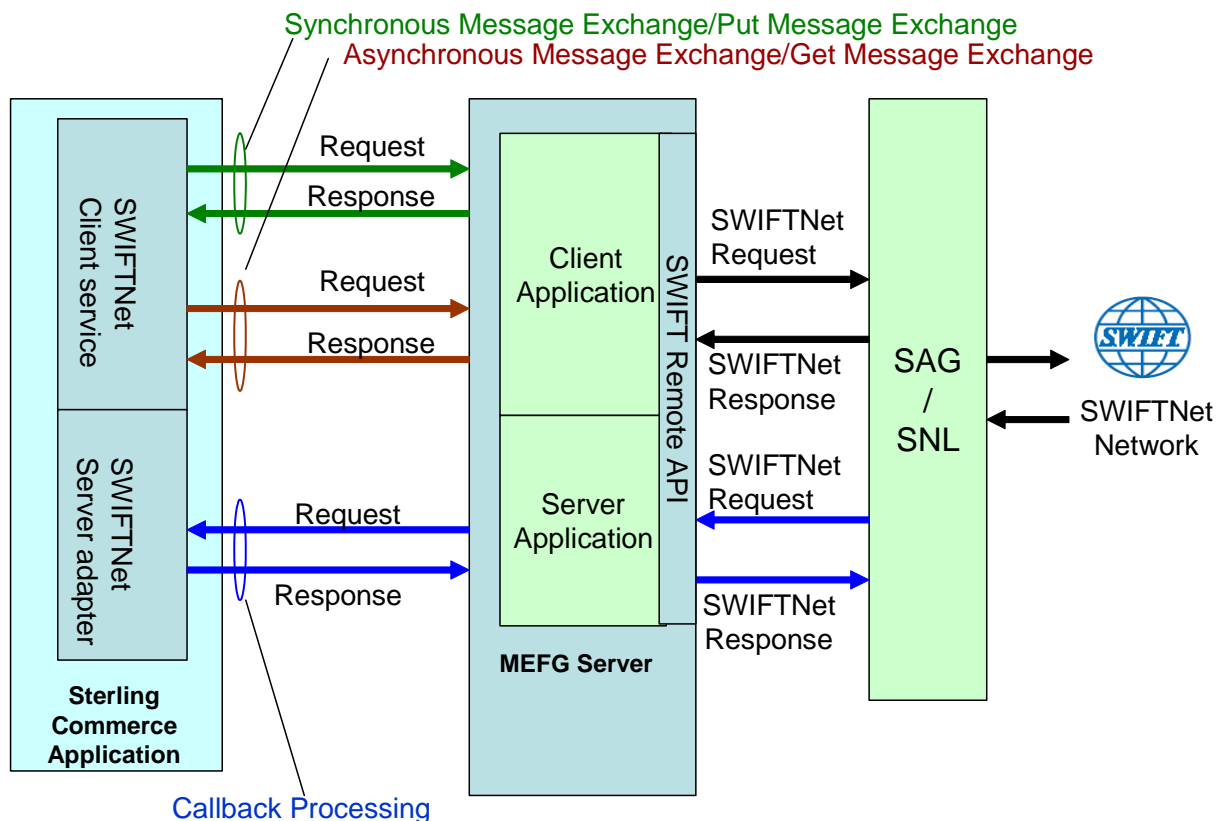 Synchronous Message Exchange/Put Message Exchange
Asynchronous Message Exchange/Get Message Exchange
SWIFTNet
Client service
SWIFTNet
Server adapter
Sterling
Commerce
Application
Request
Response
Request
Response
Request
Response
Callback Processing
Client
Application
Server
Application
SWIFT Remote API
MEFG Server
SWIFTNet
Request
SWIFTNet
Response
SWIFTNet
Request
SWIFTNet
Response
SAG
/
SNL
SWIFT
SWIFTNet
Network